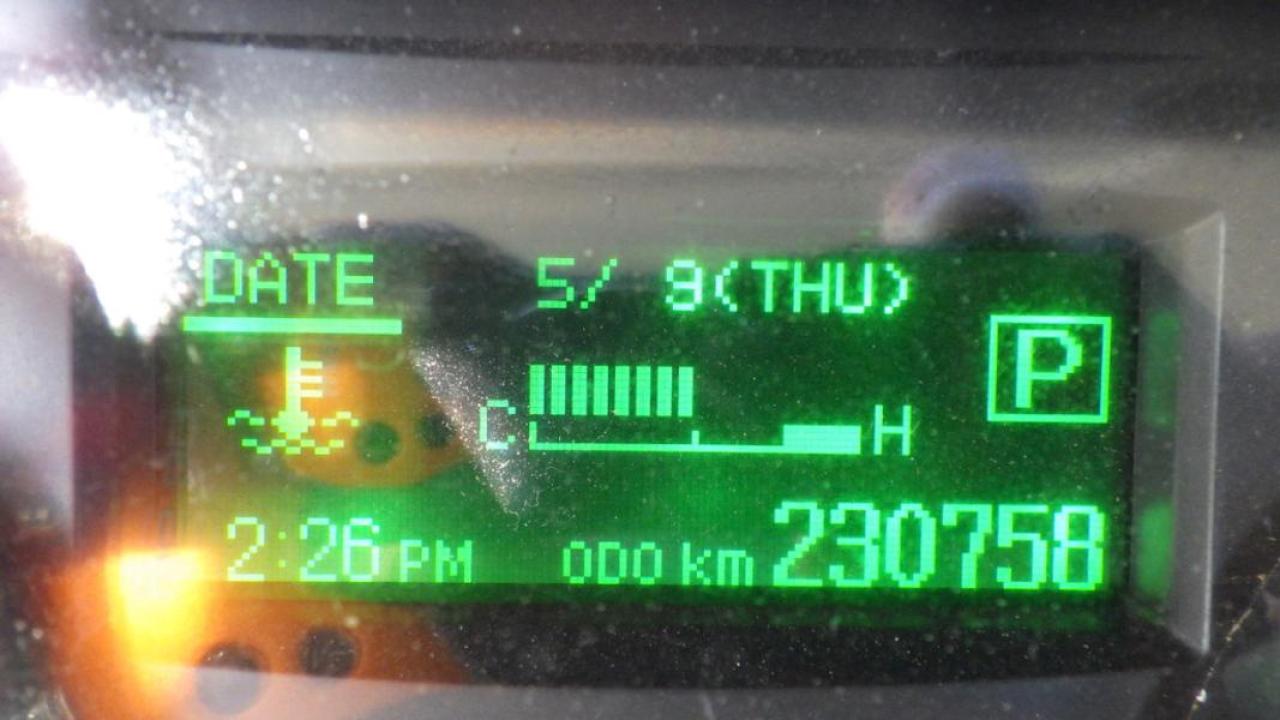 DATE 5/ 9(THU)
P
C H
2:26 PM ODO km 230758